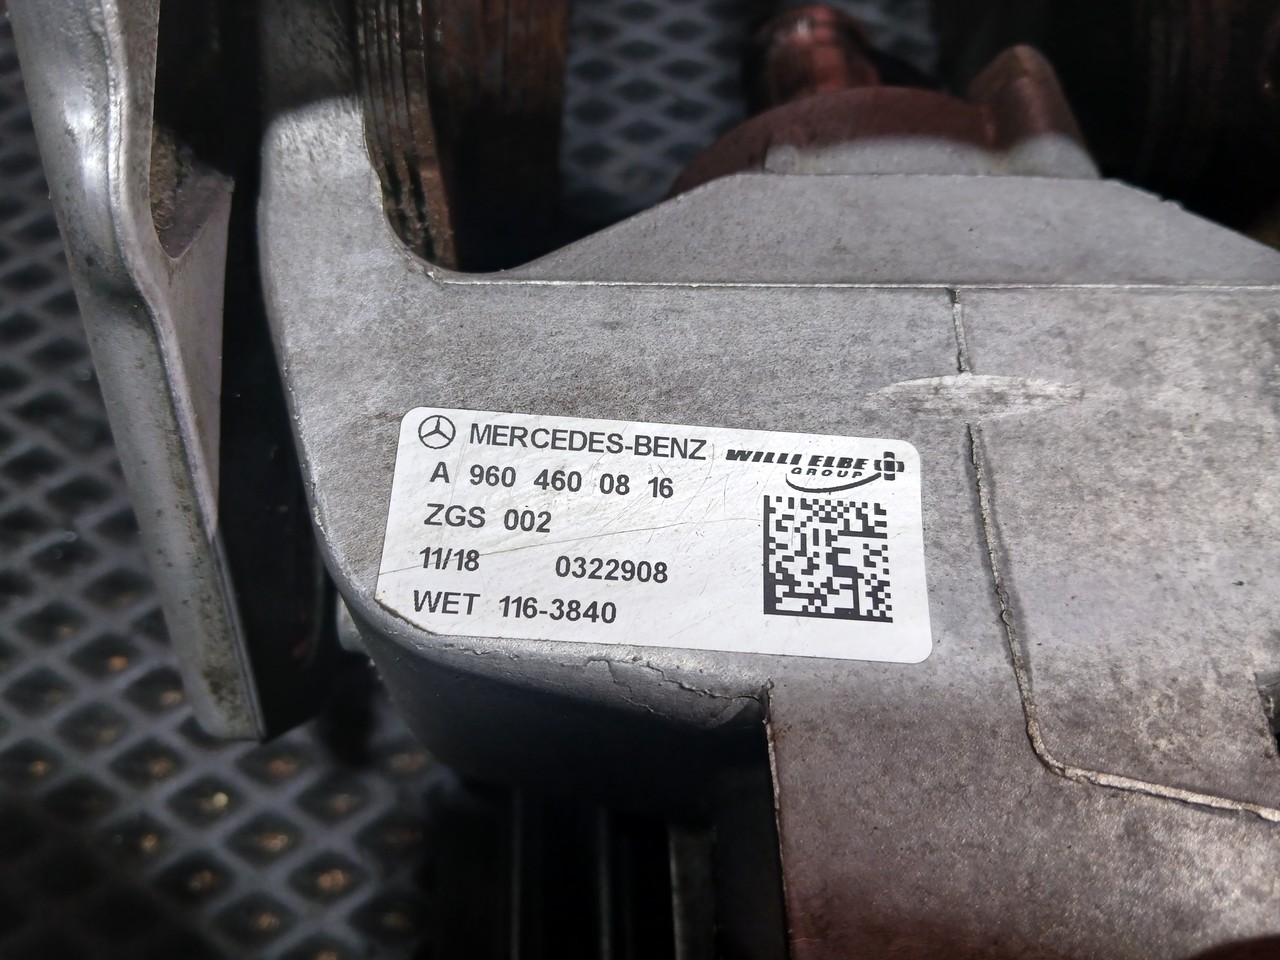 MERCEDES-BENZ
WILLI ELBE
GROUP
A 960 460 08 16
ZGS 002
11/18 0322908
WET 116-3840